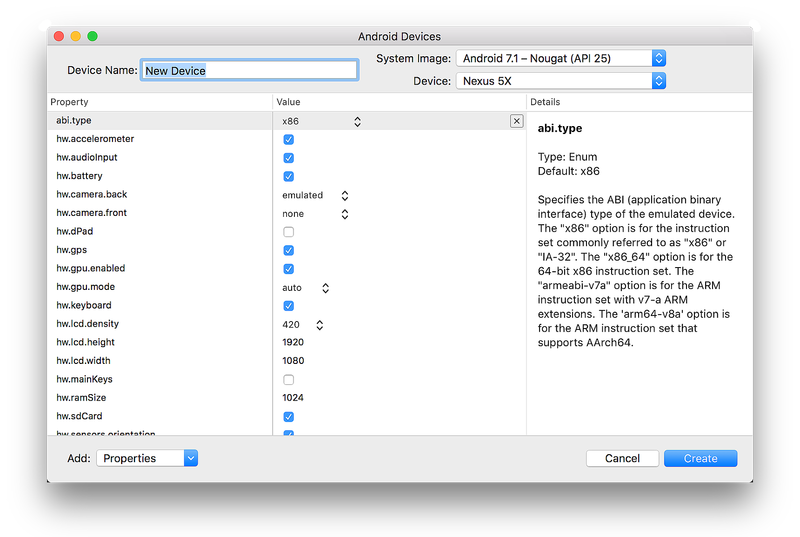 Android Devices
Device Name: New Device
System Image: Android 7.1 – Nougat (API 25)
Device: Nexus 5X
Property Value Details
abi.type x86
hw.accelerometer
hw.audioInput
hw.battery
hw.camera.back emulated
hw.camera.front none
hw.dPad
hw.gps
hw.gpu.enabled
hw.gpu.mode auto
hw.keyboard
hw.lcd.density 420
hw.lcd.height 1920
hw.lcd.width 1080
hw.mainKeys
hw.ramSize 1024
hw.sdCard
hw.sensors.orientation
abi.type
Type: Enum
Default: x86
Specifies the ABI (application binary
interface) type of the emulated device.
The "x86" option is for the instruction
set commonly referred to as "x86" or
"IA-32". The "x86_64" option is for the
64-bit x86 instruction set. The
"armeabi-v7a" option is for the ARM
instruction set with v7-a ARM
extensions. The 'arm64-v8a' option is
for the ARM instruction set that
supports AArch64.
Add: Properties
Cancel Create